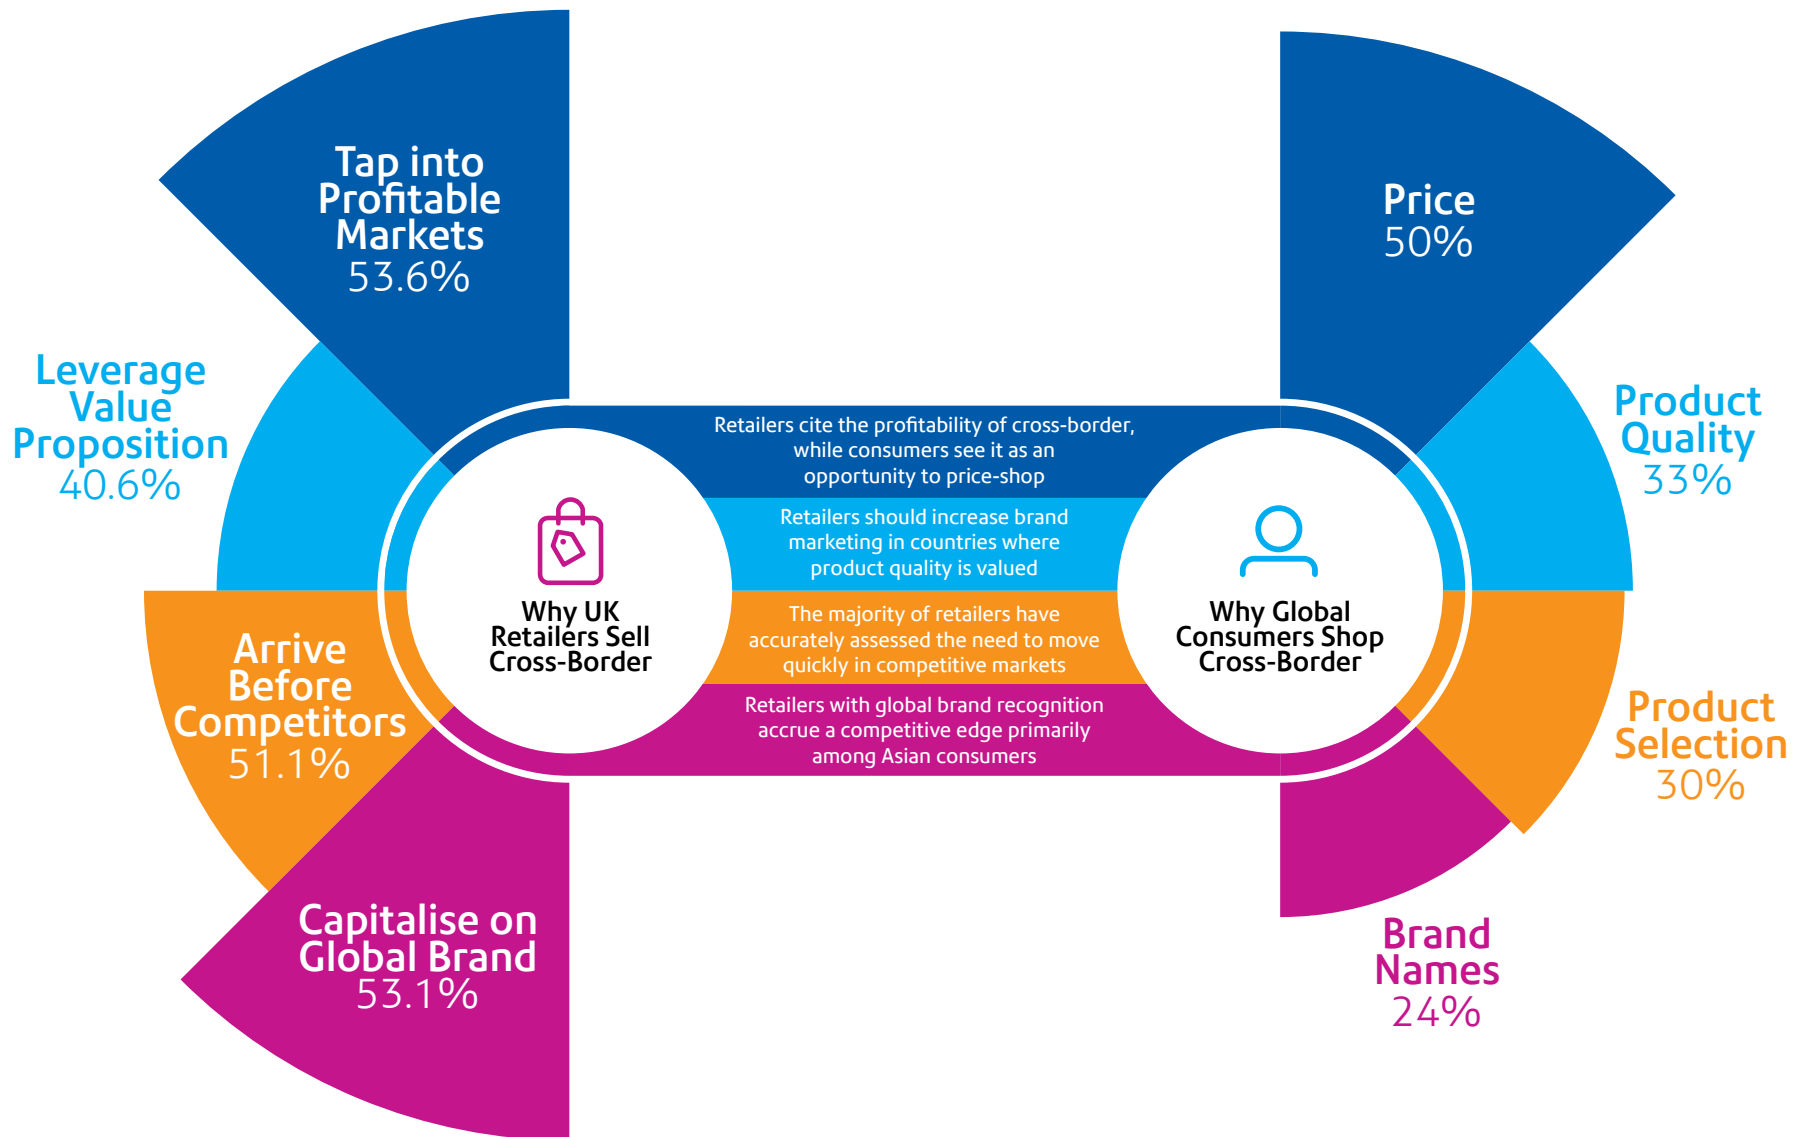 Tap into
Profitable
Markets
53.6%
Leverage
Value
Proposition
40.6%
Arrive
Before
Competitors
51.1%
Capitalise on
Global Brand
53.1%
Why UK
Retailers Sell
Cross-Border
Retailers cite the profitability of cross-border,
while consumers see it as an
opportunity to price-shop
Retailers should increase brand
marketing in countries where
product quality is valued
The majority of retailers have
accurately assessed the need to move
quickly in competitive markets
Retailers with global brand recognition
accrue a competitive edge primarily
among Asian consumers
Why Global
Consumers Shop
Cross-Border
Price
50%
Product
Quality
33%
Product
Selection
30%
Brand
Names
24%